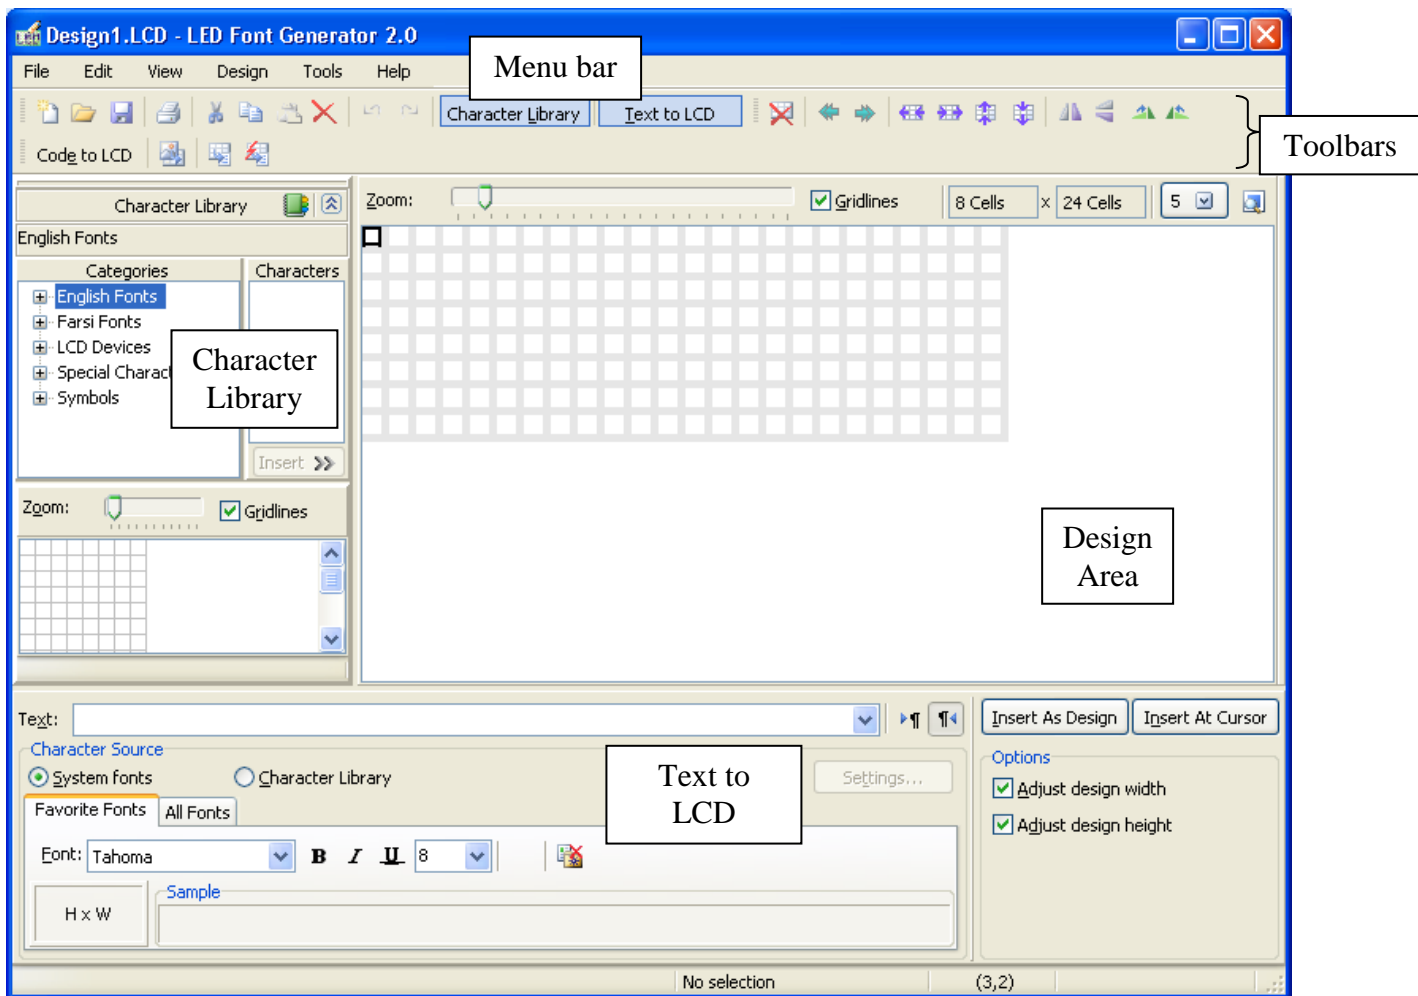 Design1.LCD - LED Font Generator 2.0
Menu bar
File Edit View Design Tools Help
Character Library Text to LCD
Toolbars
Code to LCD
Character Library
Zoom: Gridlines 8 Cells x 24 Cells 5
English Fonts
Categories Characters
English Fonts
Farsi Fonts
LCD Devices
Special Charac
Symbols
Character
Library
Insert
Zoom: Gridlines
Design
Area
Text: Insert As Design Insert At Cursor
Character Source
System fonts Character Library Settings...
Text to
LCD
Options
Adjust design width
Adjust design height
Favorite Fonts All Fonts
Font: Tahoma B I U 8
H x W
Sample
No selection (3,2)